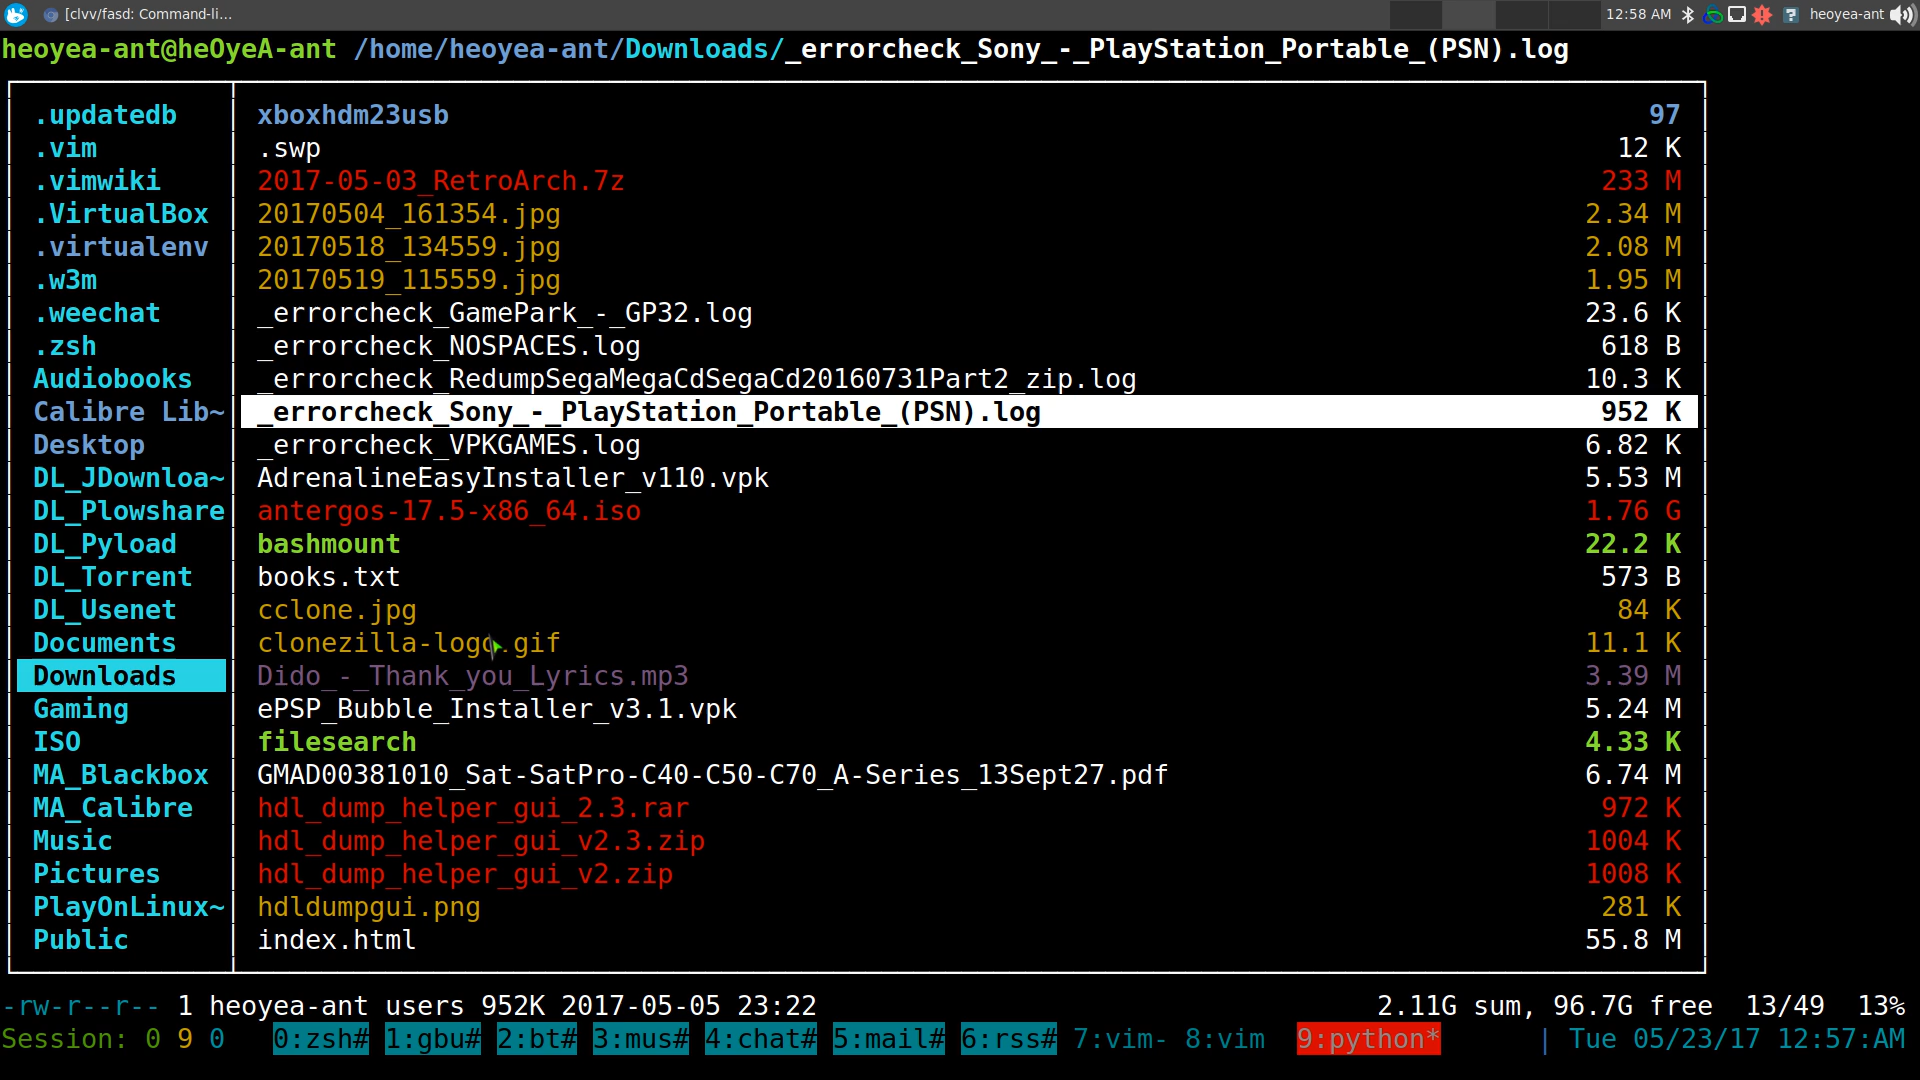 [clvv/fasd: Command-li... 12:58 AM heoyea-ant
heoyea-ant@heOyeA-ant /home/heoyea-ant/Downloads/_errorcheck_Sony_-_PlayStation_Portable_(PSN).log
.updatedb xboxhdm23usb 97
.vim .swp 12 K
.vimwiki 2017-05-03_RetroArch.7z 233 M
.VirtualBox 20170504_161354.jpg 2.34 M
.virtualenv 20170518_134559.jpg 2.08 M
.w3m 20170519_115559.jpg 1.95 M
.weechat _errorcheck_GamePark_-_GP32.log 23.6 K
.zsh _errorcheck_NOSPACES.log 618 B
Audiobooks _errorcheck_RedumpSegaMegaCdSegaCd20160731Part2_zip.log 10.3 K
Calibre Lib~ _errorcheck_Sony_-_PlayStation_Portable_(PSN).log 952 K
Desktop _errorcheck_VPKGAMES.log 6.82 K
DL_JDownloa~ AdrenalineEasyInstaller_v110.vpk 5.53 M
DL_Plowshare antergos-17.5-x86_64.iso 1.76 G
DL_Pyload bashmount 22.2 K
DL_Torrent books.txt 573 B
DL_Usenet cclone.jpg 84 K
Documents clonezilla-logo.gif 11.1 K
Downloads Dido_-_Thank_you_Lyrics.mp3 3.39 M
Gaming ePSP_Bubble_Installer_v3.1.vpk 5.24 M
ISO filesearch 4.33 K
MA_Blackbox GMAD00381010_Sat-SatPro-C40-C50-C70_A-Series_13Sept27.pdf 6.74 M
MA_Calibre hdl_dump_helper_gui_2.3.rar 972 K
Music hdl_dump_helper_gui_v2.3.zip 1004 K
Pictures hdl_dump_helper_gui_v2.zip 1008 K
PlayOnLinux~ hdldumpgui.png 281 K
Public index.html 55.8 M
-rw-r--r-- 1 heoyea-ant users 952K 2017-05-05 23:22 2.11G sum, 96.7G free 13/49 13%
Session: 0 9 0 0:zsh# 1:gbu# 2:bt# 3:mus# 4:chat# 5:mail# 6:rss# 7:vim- 8:vim 9:python* | Tue 05/23/17 12:57:AM